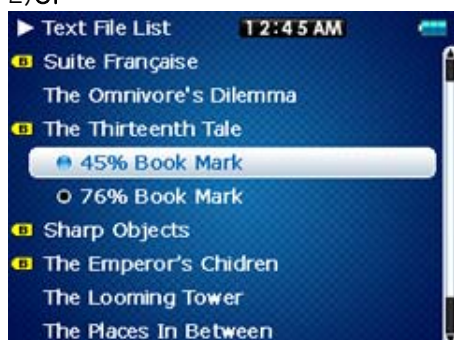 Text File List 12:45 AM
B Suite Française
The Omnivore's Dilemma
B The Thirteenth Tale
45% Book Mark
76% Book Mark
B Sharp Objects
B The Emperor's Chidren
The Looming Tower
The Places In Between